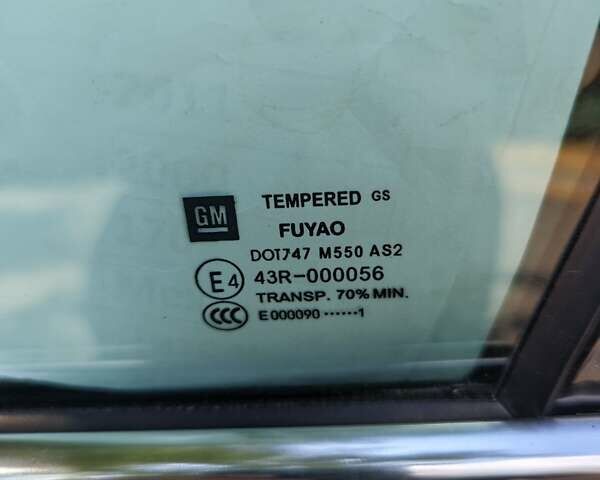 GM TEMPERED GS
FUYAO
DOT747 M550 AS2
E4 43R-000056
TRANSP. 70% MIN.
CCC E000090 ······1